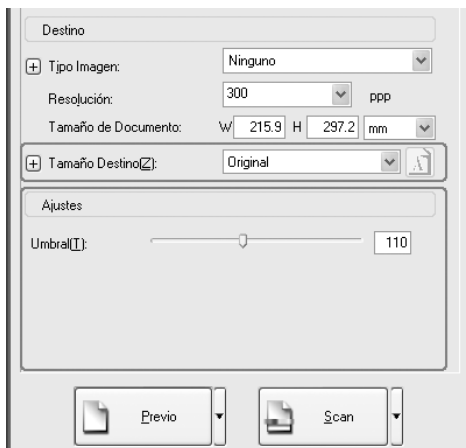 Destino
Tipo Imagen: Ninguno
Resolución: 300 ppp
Tamaño de Documento: W 215.9 H 297.2 mm
Tamaño Destino(Z): Original
Ajustes
Umbral(T): 110
Previo Scan